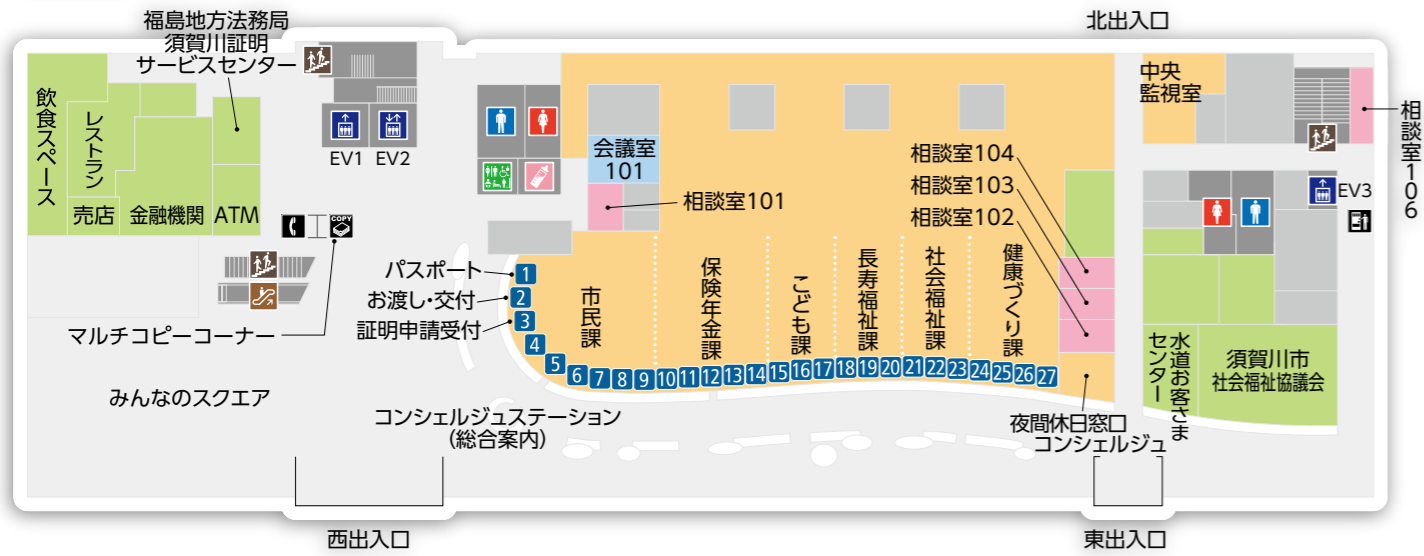 福島地方法務局
須賀川証明
サービスセンター
北出入口
飲食スペース
レストラン
売店
金融機関
ATM
EV1
EV2
会議室
101
相談室101
相談室104
相談室103
相談室102
中央
監視室
相談室106
EV3
COPY
マルチコピーコーナー
みんなのスクエア
パスポート
お渡し・交付
証明申請受付
1
2
3
4
5
6
7
8
9
10
11
12
13
14
15
16
17
18
19
20
21
22
23
24
25
26
27
市民課
保険年金課
こども課
長寿福祉課
社会福祉課
健康づくり課
コンシェルジュステーション
(総合案内)
夜間休日窓口
コンシェルジュ
水道お客さま
センター
須賀川市
社会福祉協議会
西出入口
東出入口